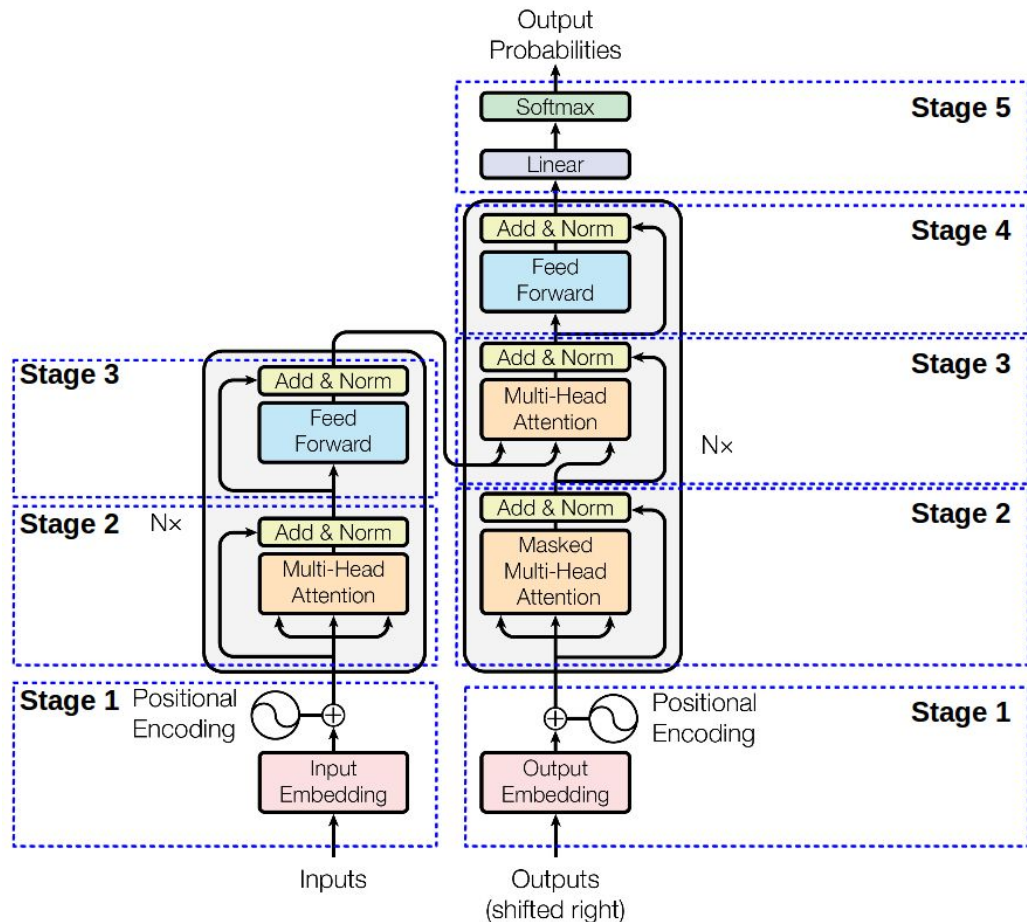 Output
Probabilities
Softmax
Stage 5
Linear
Add & Norm
Stage 4
Feed
Forward
Add & Norm
Stage 3
Multi-Head
Attention
N×
Add & Norm
Stage 2
Masked
Multi-Head
Attention
Stage 3
Add & Norm
Feed
Forward
Stage 2
N×
Add & Norm
Multi-Head
Attention
Stage 1
Positional
Encoding
Input
Embedding
Inputs
Stage 1
Positional
Encoding
Output
Embedding
Outputs
(shifted right)